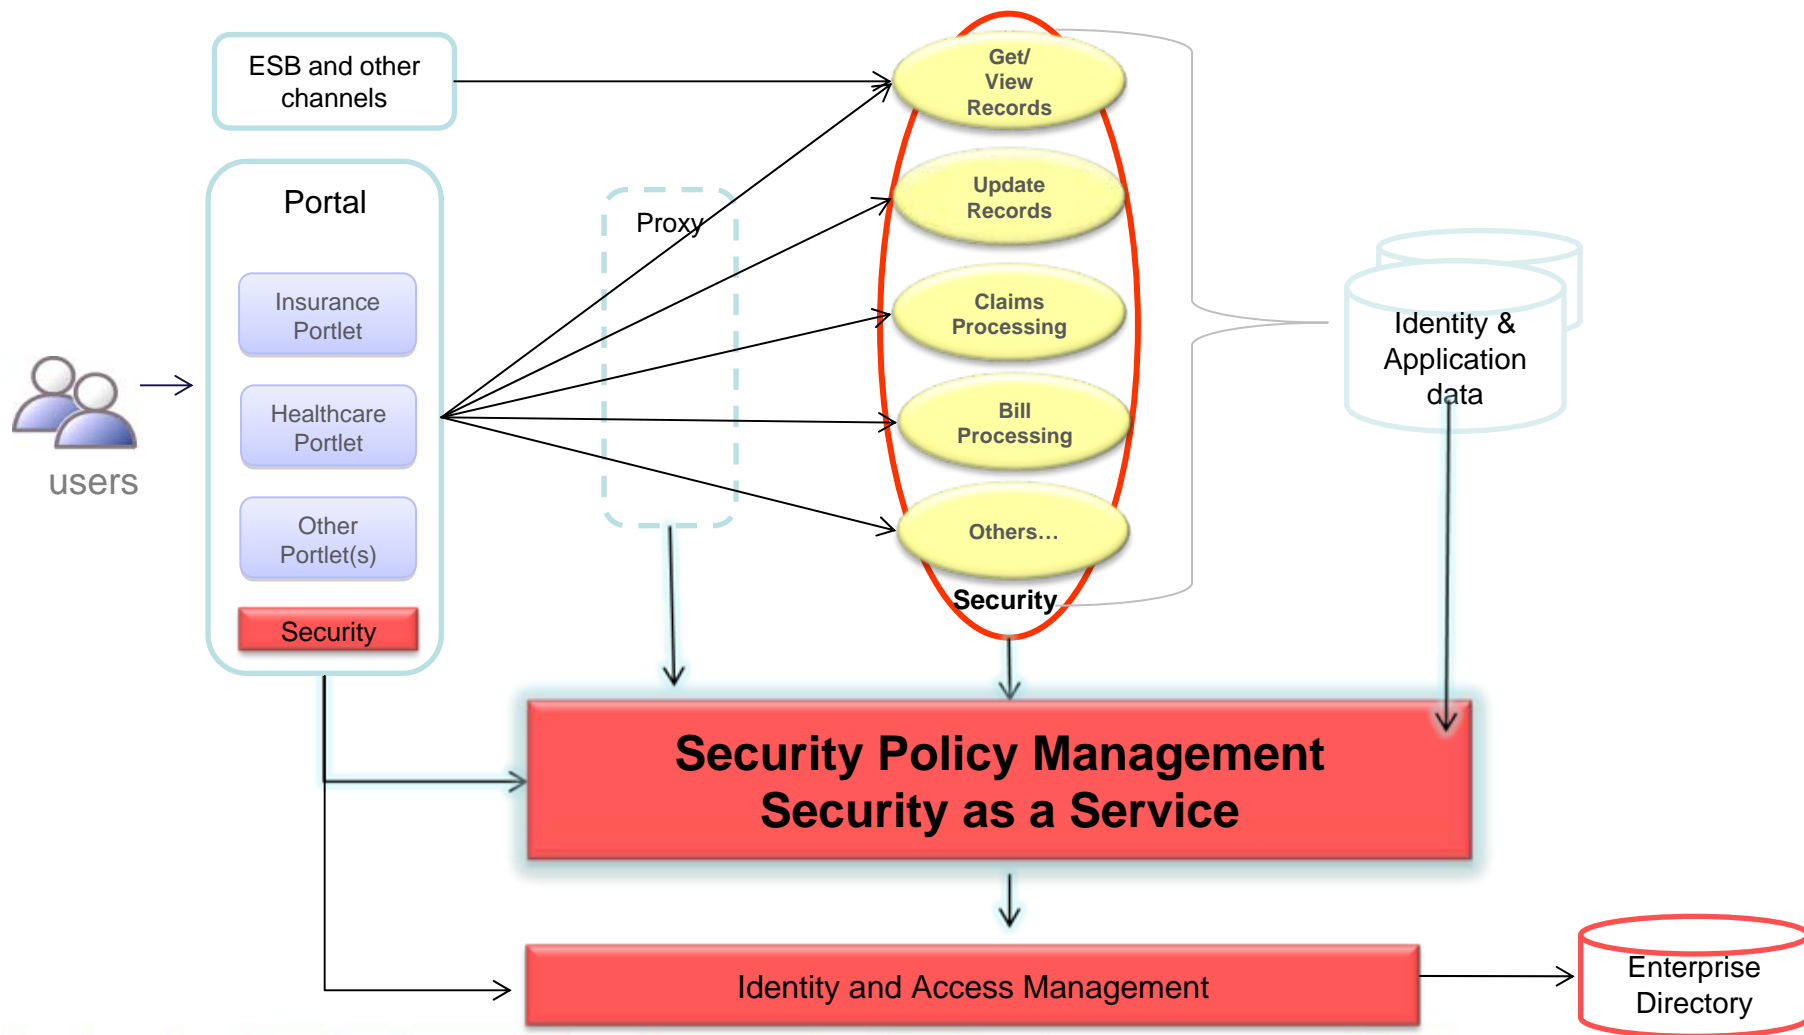 ESB and other
channels
Portal
Insurance
Portlet
Healthcare
Portlet
Other
Portlet(s)
Security
users
Proxy
Get/
View
Records
Update
Records
Claims
Processing
Bill
Processing
Others…
Security
Identity &
Application
data
Security Policy Management
Security as a Service
Identity and Access Management
Enterprise
Directory